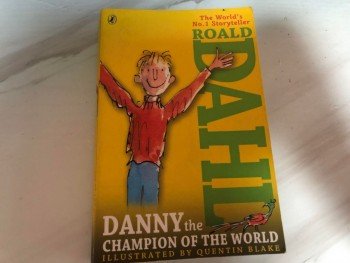 The World's
No.1 Storyteller
ROALD
DAHL
DANNY the
CHAMPION OF THE WORLD
ILLUSTRATED BY QUENTIN BLAKE